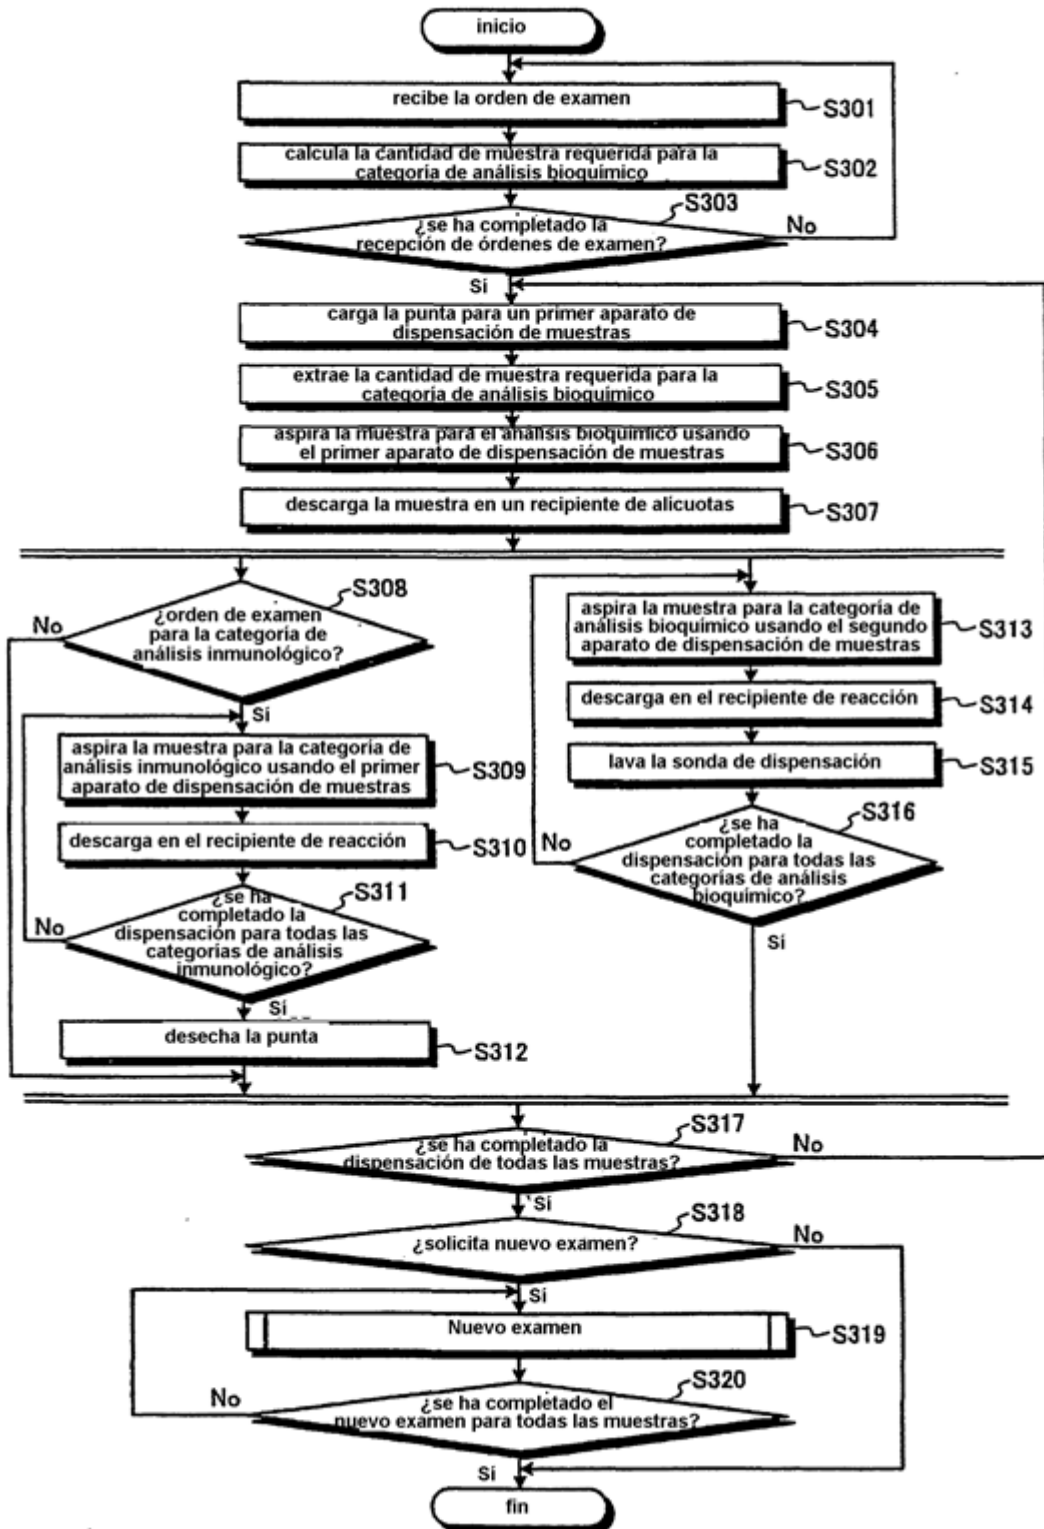 inicio
recibe la orden de examen
S301
calcula la cantidad de muestra requerida para la
categoría de análisis bioquímico
S302
S303
¿se ha completado la
recepción de órdenes de examen?
No
Sí
carga la punta para un primer aparato de
dispensación de muestras
S304
extrae la cantidad de muestra requerida para la
categoría de análisis bioquímico
S305
aspira la muestra para el análisis bioquímico usando
el primer aparato de dispensación de muestras
S306
descarga la muestra en un recipiente de alicuotas
S307
S308
¿orden de examen
para la categoría de
análisis inmunológico?
No
Sí
aspira la muestra para la categoría de
análisis inmunológico usando el primer
aparato de dispensación de muestras
S309
descarga en el recipiente de reacción
S310
S311
¿se ha
completado la
dispensación para todas las
categorías de análisis
inmunológico?
No
Sí
desecha la punta
S312
aspira la muestra para la categoría de
análisis bioquímico usando el segundo
aparato de dispensación de muestras
S313
descarga en el recipiente de reacción
S314
lava la sonda de dispensación
S315
S316
¿se ha
completado la
dispensación para todas las
categorías de análisis
bioquímico?
No
Sí
S317
¿se ha completado la
dispensación de todas las muestras?
No
Sí
S318
¿solicita nuevo examen?
No
Sí
Nuevo examen
S319
S320
¿se ha completado el
nuevo examen para todas las muestras?
No
Sí
fin